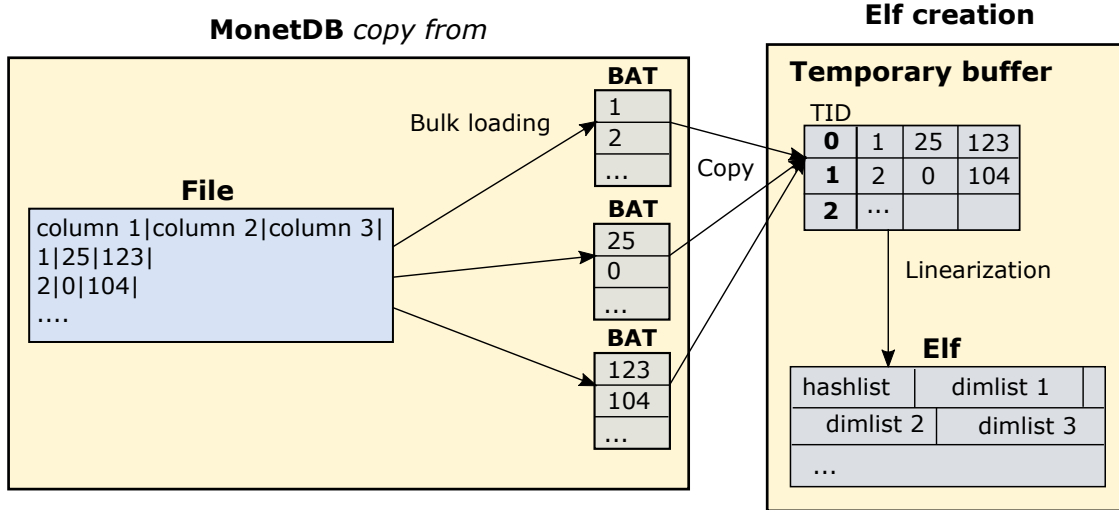 MonetDB copy from
Bulk loading
File
column 1|column 2|column 3|
1|25|123|
2|0|104|
....
BAT
1
2
...
BAT
25
0
...
BAT
123
104
...
Copy
Elf creation
Temporary buffer
TID
0 1 25 123
1 2 0 104
2 ...
Linearization
Elf
hashlist dimlist 1
dimlist 2 dimlist 3
...